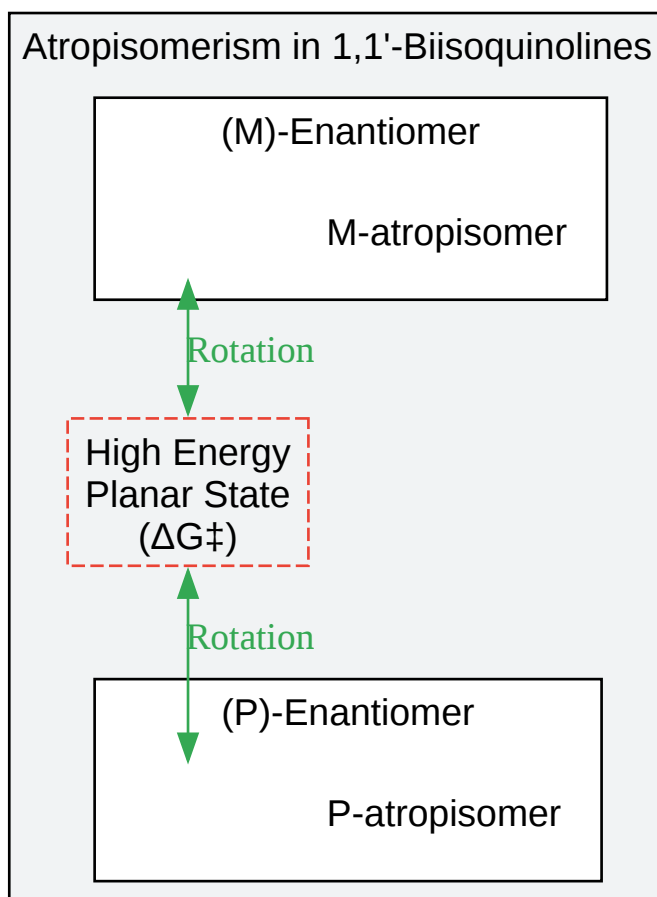 Atropisomerism in 1,1'-Biisoquinolines
(M)-Enantiomer
M-atropisomer
Rotation
High Energy
Planar State
(ΔG‡)
Rotation
(P)-Enantiomer
P-atropisomer